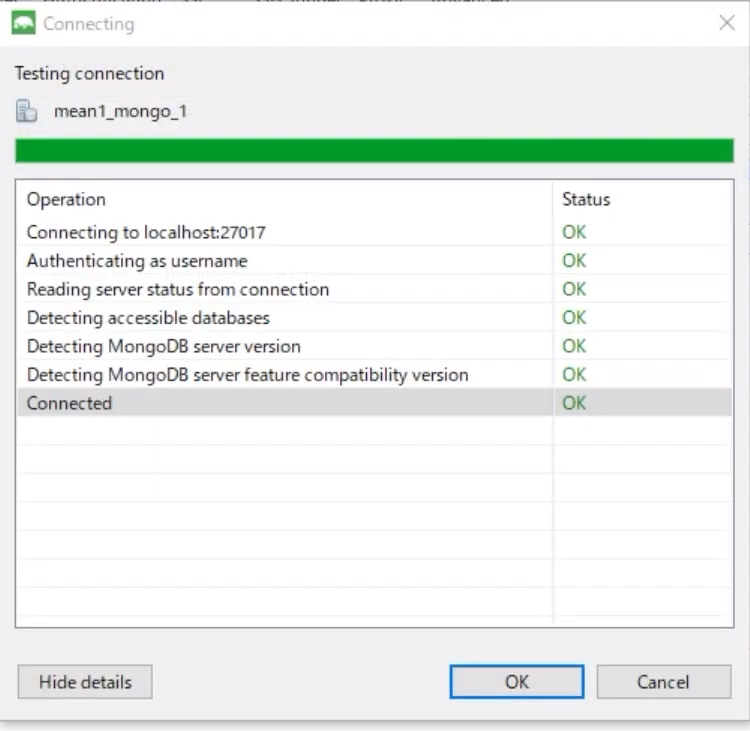 Connecting
Testing connection
mean1_mongo_1
Operation Status
Connecting to localhost:27017 OK
Authenticating as username OK
Reading server status from connection OK
Detecting accessible databases OK
Detecting MongoDB server version OK
Detecting MongoDB server feature compatibility version OK
Connected OK
Hide details OK Cancel